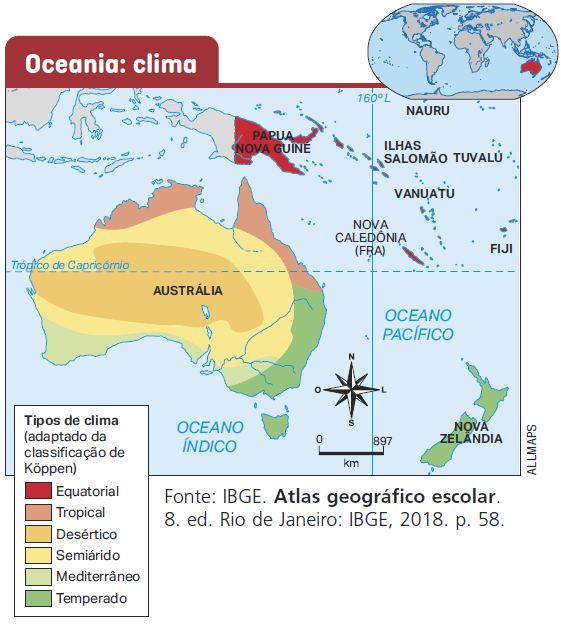 Oceania: clima
160º L
NAURU
PAPUA
NOVA GUINÉ
ILHAS
SALOMÃO
TUVALU
VANUATU
NOVA
CALEDÔNIA
(FRA)
FIJI
Trópico de Capricórnio
AUSTRÁLIA
OCEANO
PACÍFICO
N
O
L
S
OCEANO
ÍNDICO
NOVA
ZELÂNDIA
0
897
km
ALLMAPS
Tipos de clima
(adaptado da
classificação de
Köppen)
Equatorial
Tropical
Desértico
Semiárido
Mediterrâneo
Temperado
Fonte: IBGE. Atlas geográfico escolar.
8. ed. Rio de Janeiro: IBGE, 2018. p. 58.